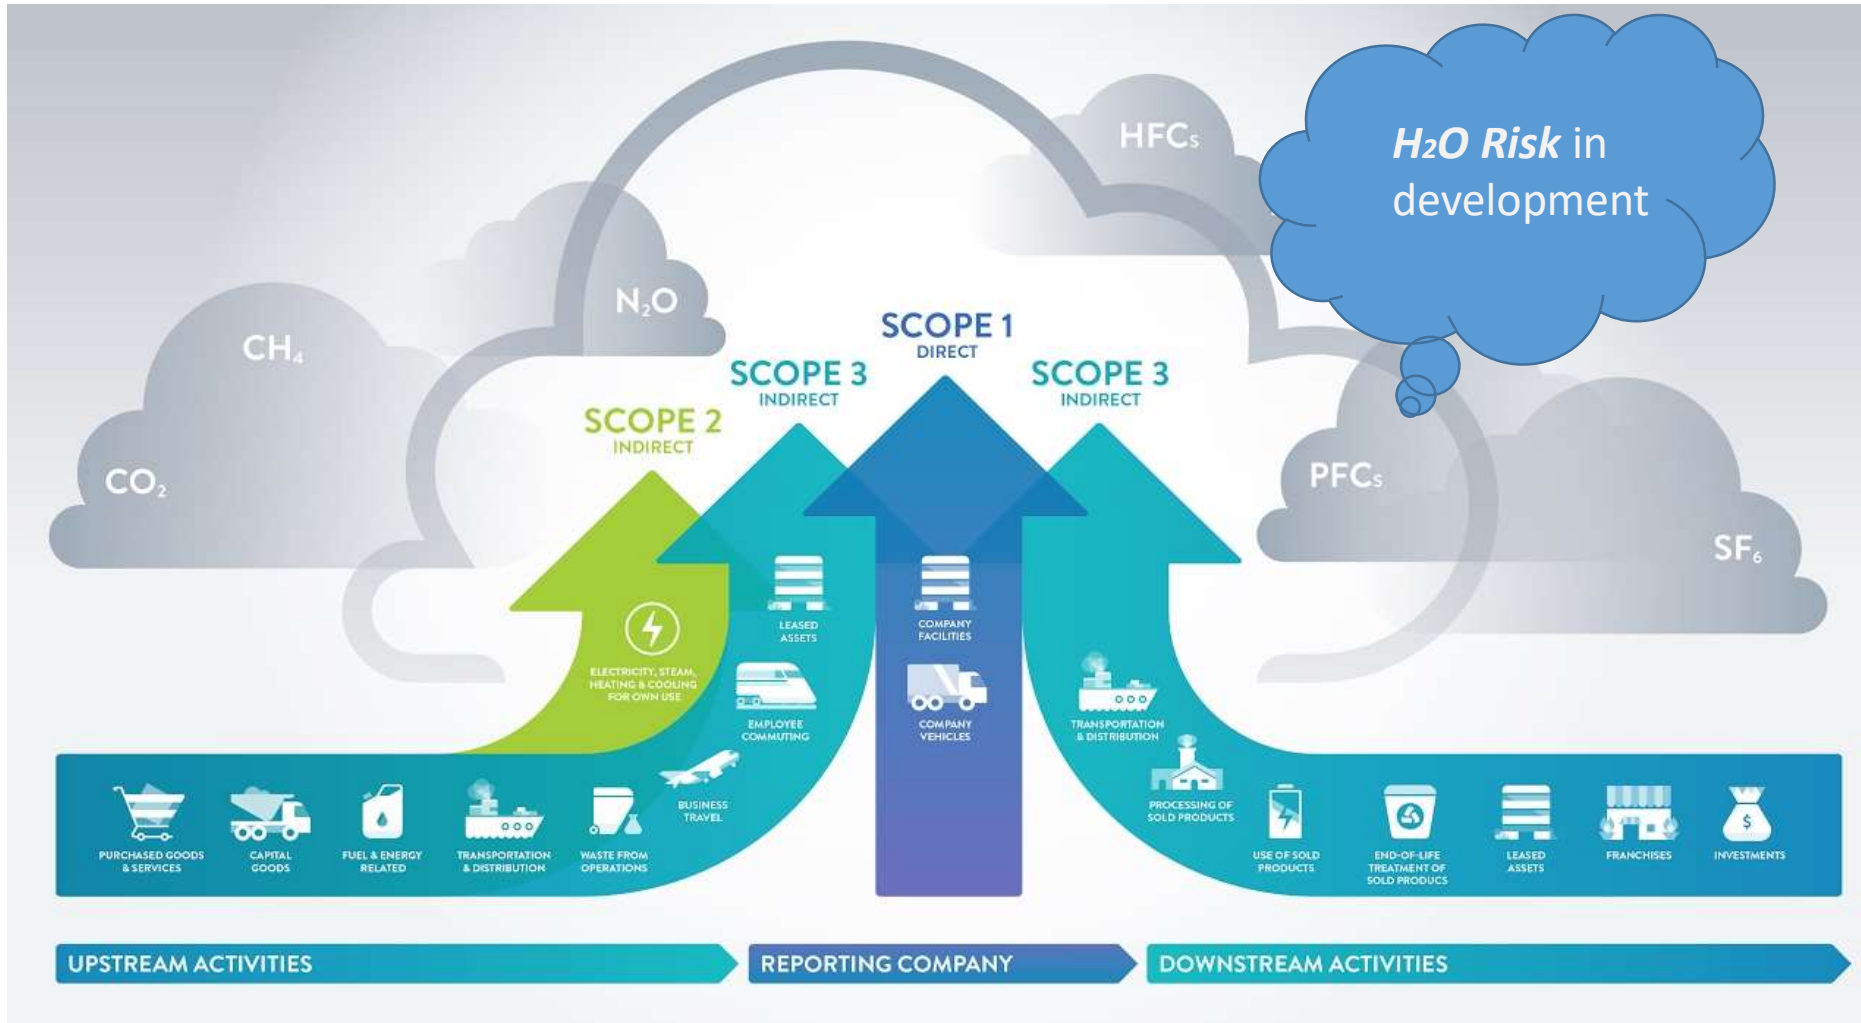 H2O Risk in
development
HFCs
N2O
CH4
CO2
PFCs
SF6
SCOPE 2
INDIRECT
SCOPE 3
INDIRECT
SCOPE 1
DIRECT
SCOPE 3
INDIRECT
ELECTRICITY, STEAM,
HEATING & COOLING
FOR OWN USE
LEASED
ASSETS
EMPLOYEE
COMMUTING
BUSINESS
TRAVEL
PURCHASED GOODS
& SERVICES
CAPITAL
GOODS
FUEL & ENERGY
RELATED
TRANSPORTATION
& DISTRIBUTION
WASTE FROM
OPERATIONS
COMPANY
FACILITIES
COMPANY
VEHICLES
TRANSPORTATION
& DISTRIBUTION
PROCESSING OF
SOLD PRODUCTS
USE OF SOLD
PRODUCTS
END-OF-LIFE
TREATMENT OF
SOLD PRODUCS
LEASED
ASSETS
FRANCHISES
$
INVESTMENTS
UPSTREAM ACTIVITIES
REPORTING COMPANY
DOWNSTREAM ACTIVITIES